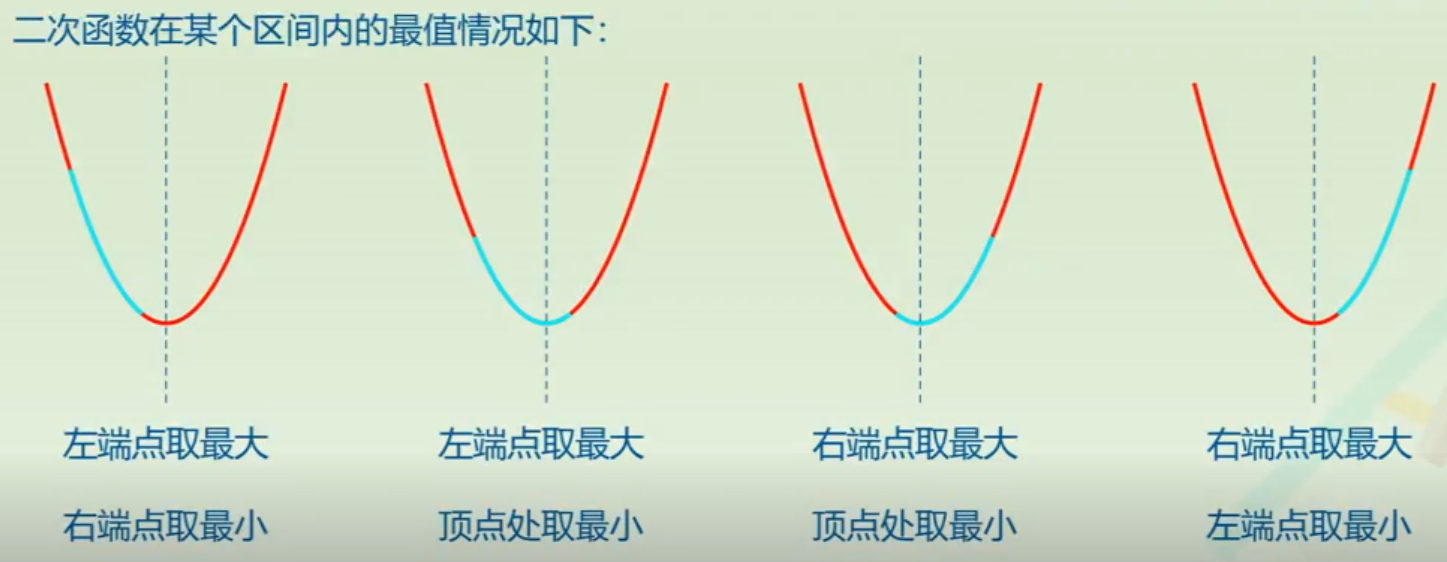 二次函数在某个区间内的最值情况如下：
左端点取最大 左端点取最大 右端点取最大 右端点取最大
右端点取最小 顶点处取最小 顶点处取最小 左端点取最小